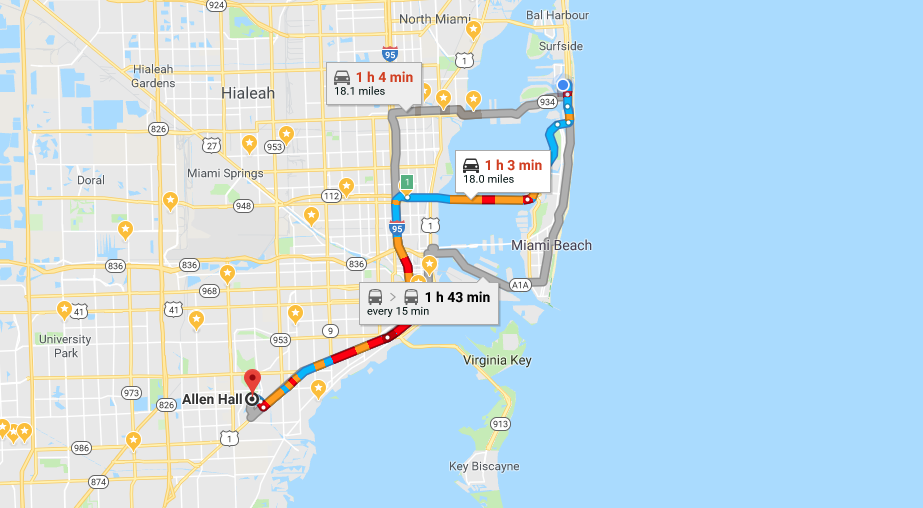 924
North Miami
Bal Harbour
Surfside
95
1
Hialeah
Gardens
1 h 4 min
18.1 miles
Hialeah
934
826
27
953
1 h 3 min
18.0 miles
Miami Springs
Doral
1
112
948
95
1
Miami Beach
836
836
836
968
A1A
1 h 43 min
every 15 min
41
41
9
University
Park
953
Virginia Key
973
Allen Hall
826
913
1
986
Key Biscayne
874